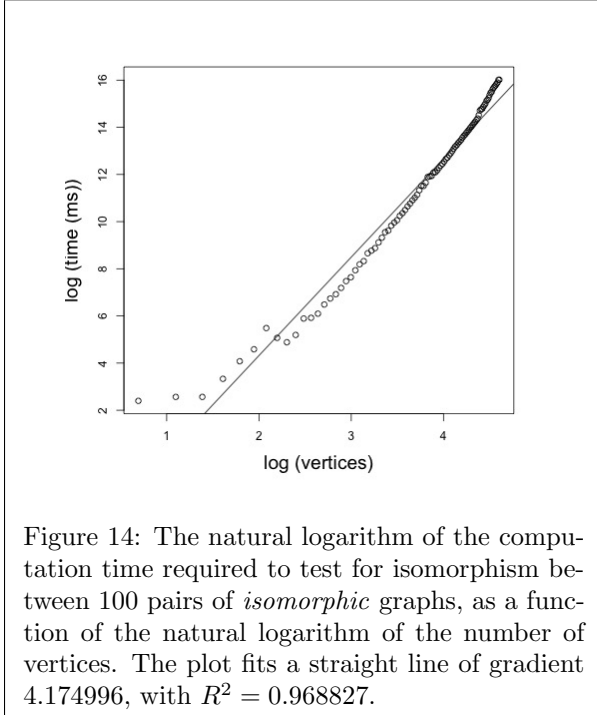 16
14
12
10
8
6
4
2
log (time (ms))
1 2 3 4
log (vertices)
Figure 14: The natural logarithm of the compu-
tation time required to test for isomorphism be-
tween 100 pairs of isomorphic graphs, as a func-
tion of the natural logarithm of the number of
vertices. The plot fits a straight line of gradient
4.174996, with R² = 0.968827.